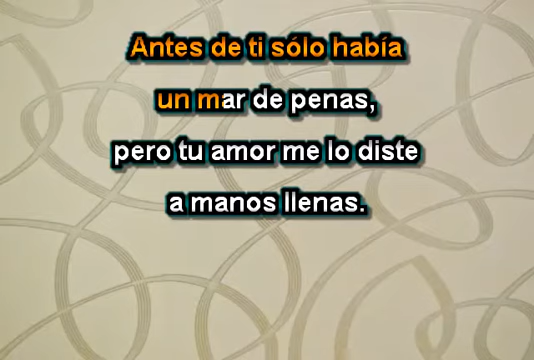 Antes de ti sólo había
un mar de penas,
pero tu amor me lo diste
a manos llenas.